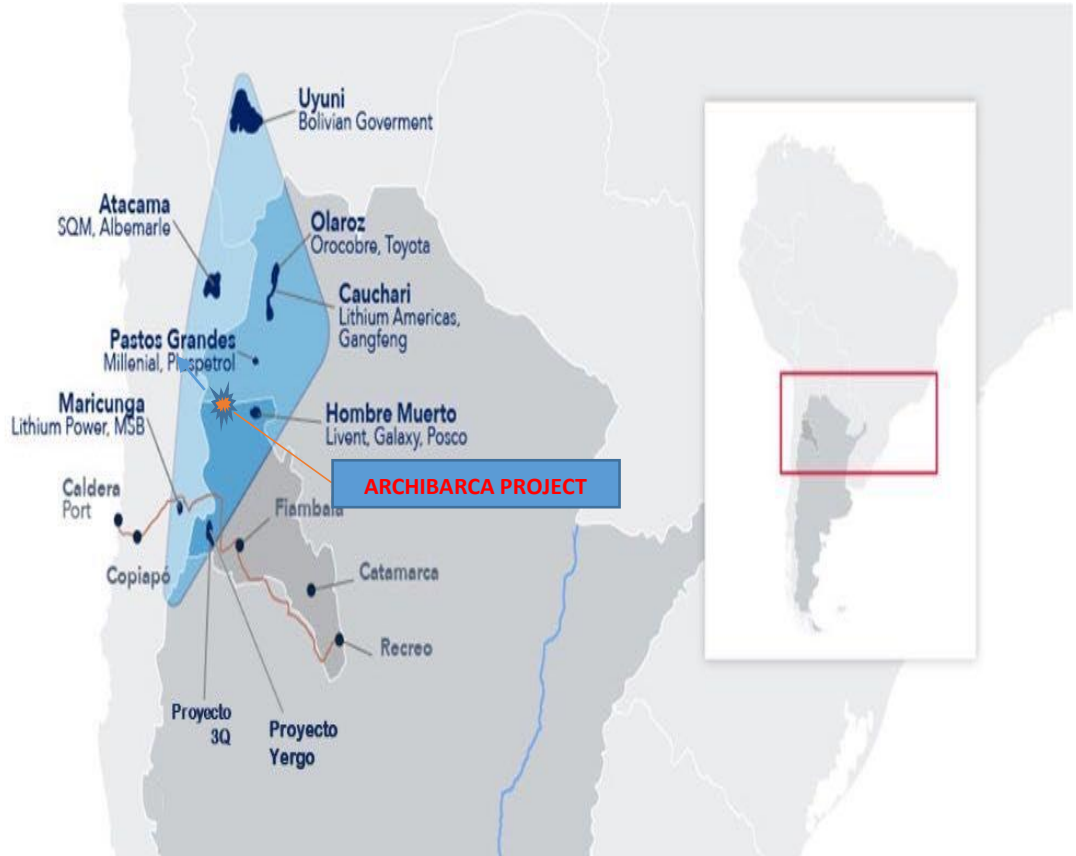 Uyuni
Bolivian Goverment
Atacama
SQM, Albemarle
Olaroz
Orocobre, Toyota
Cauchari
Lithium Americas,
Gangfeng
Pastos Grandes
Millenial, Pluspetrol
Maricunga
Lithium Power, MSB
Hombre Muerto
Livent, Galaxy, Posco
ARCHIBARCA PROJECT
Caldera
Port
Fiambala
Copiapó
Catamarca
Recreo
Proyecto
3Q
Proyecto
Yergo